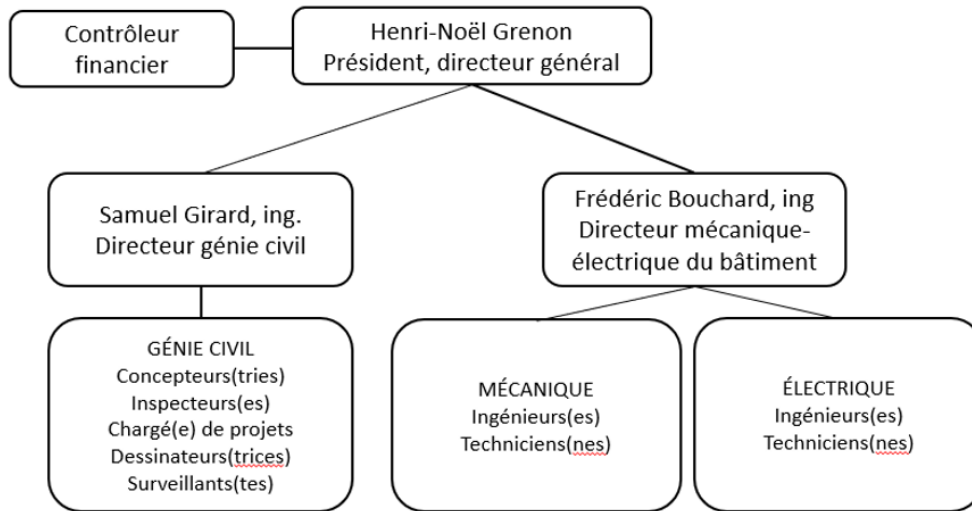 Contrôleur
financier
Henri-Noël Grenon
Président, directeur général
Samuel Girard, ing.
Directeur génie civil
Frédéric Bouchard, ing
Directeur mécanique-
électrique du bâtiment
GÉNIE CIVIL
Concepteurs(tries)
Inspecteurs(es)
Chargé(e) de projets
Dessinateurs(trices)
Surveillants(tes)
MÉCANIQUE
Ingénieurs(es)
Techniciens(nes)
ÉLECTRIQUE
Ingénieurs(es)
Techniciens(nes)